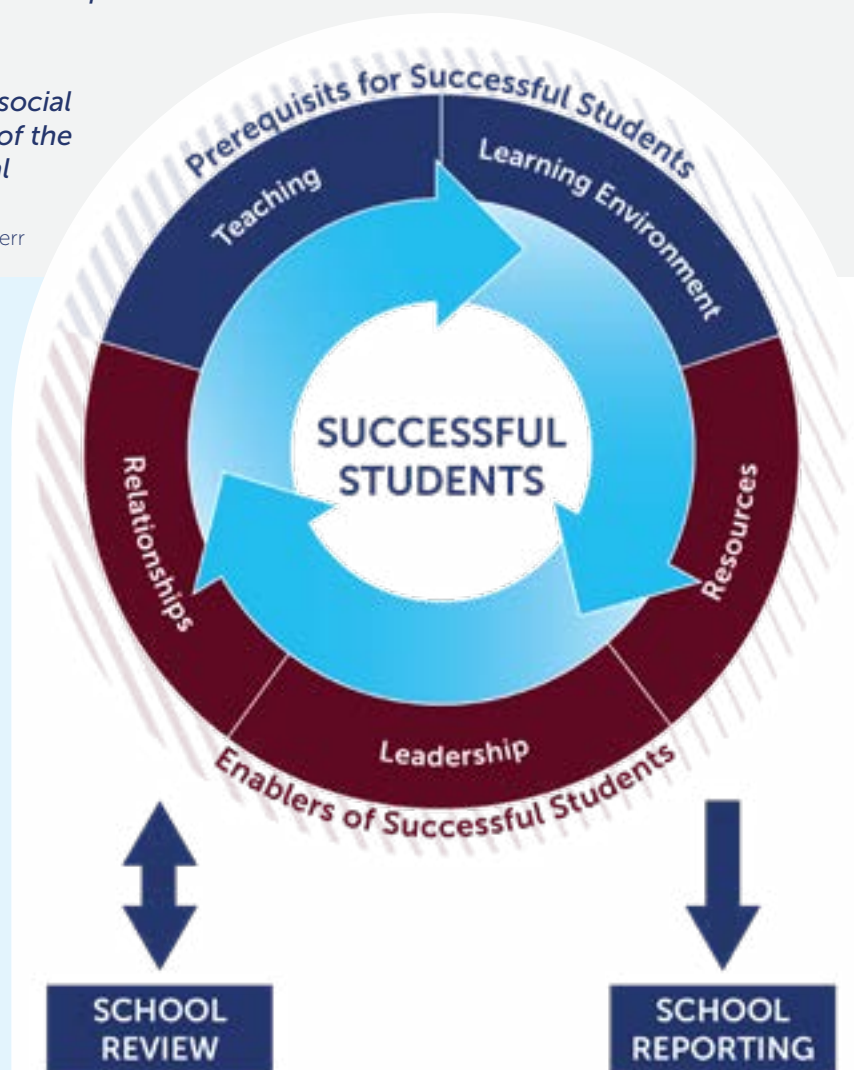 social
of the
Prerequisits for Successful Students
Teaching
Learning Environment
SUCCESSFUL
STUDENTS
Relationships
Resources
Leadership
Enablers of Successful Students
SCHOOL
REVIEW
SCHOOL
REPORTING